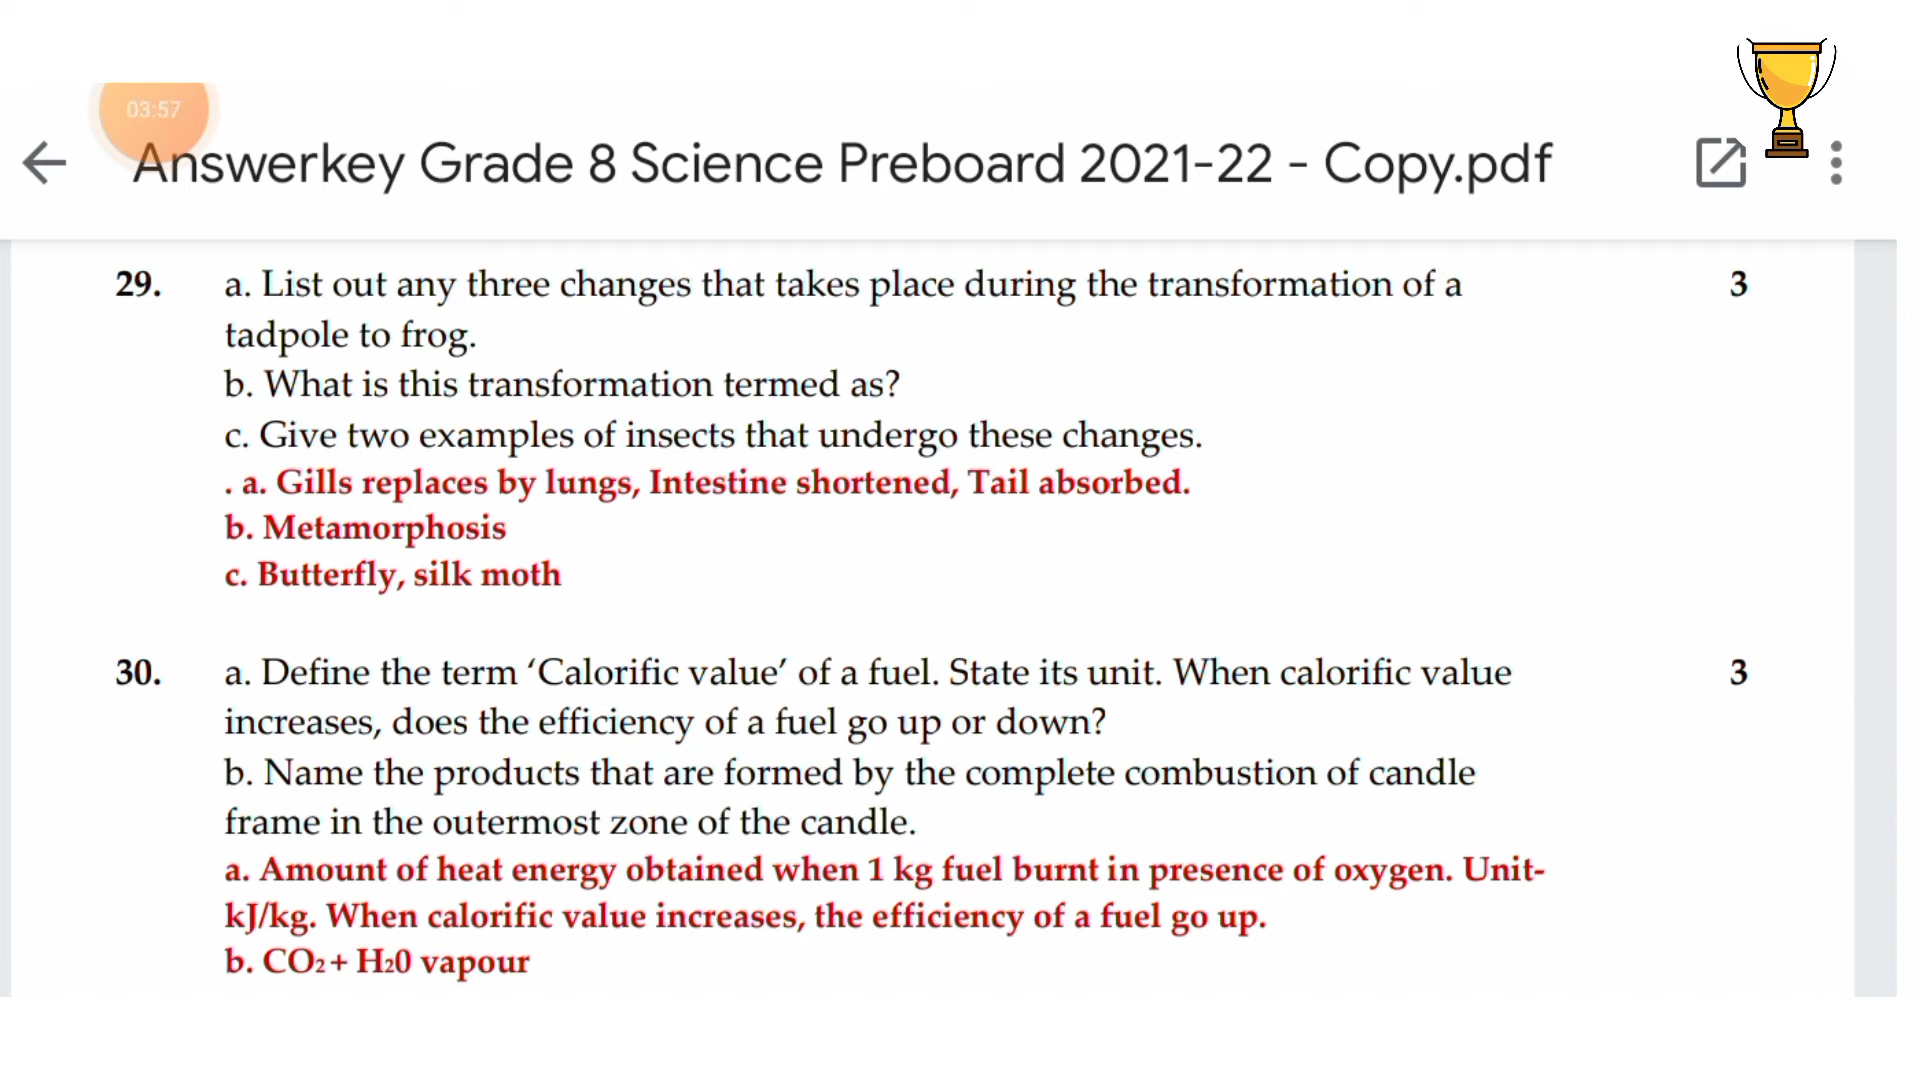 03:57
Answerkey Grade 8 Science Preboard 2021-22 - Copy.pdf
29. a. List out any three changes that takes place during the transformation of a 3
tadpole to frog.
b. What is this transformation termed as?
c. Give two examples of insects that undergo these changes.
. a. Gills replaces by lungs, Intestine shortened, Tail absorbed.
b. Metamorphosis
c. Butterfly, silk moth
30. a. Define the term ‘Calorific value’ of a fuel. State its unit. When calorific value 3
increases, does the efficiency of a fuel go up or down?
b. Name the products that are formed by the complete combustion of candle
frame in the outermost zone of the candle.
a. Amount of heat energy obtained when 1 kg fuel burnt in presence of oxygen. Unit-
kJ/kg. When calorific value increases, the efficiency of a fuel go up.
b. CO₂ + H₂0 vapour